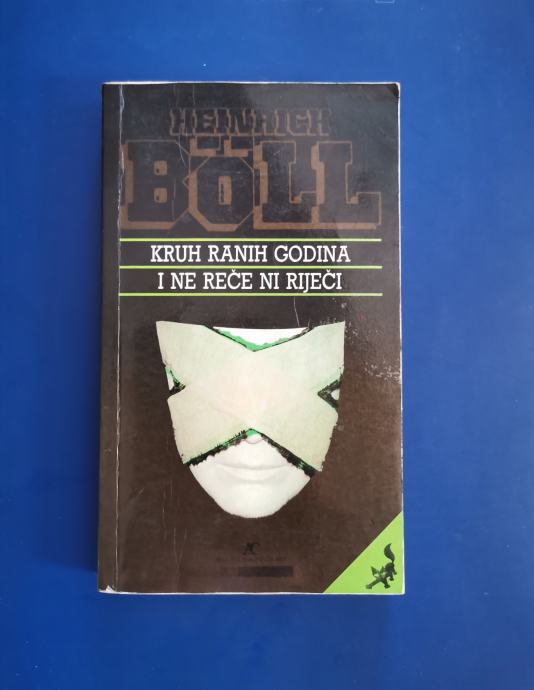 HEINRICH
BÖLL
KRUH RANIH GODINA
I NE REČE NI RIJEČI